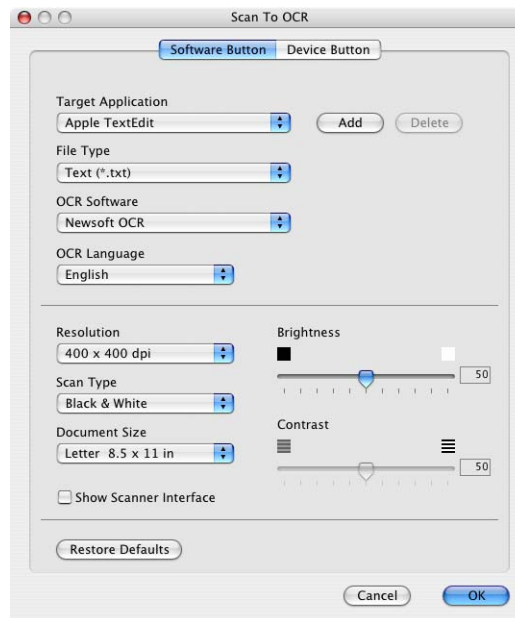 Scan To OCR
Software Button Device Button
Target Application
Apple TextEdit Add Delete
File Type
Text (*.txt)
OCR Software
Newsoft OCR
OCR Language
English
Resolution Brightness
400 x 400 dpi
50
Scan Type
Black & White
Document Size Contrast
Letter 8.5 x 11 in
50
Show Scanner Interface
Restore Defaults
Cancel OK